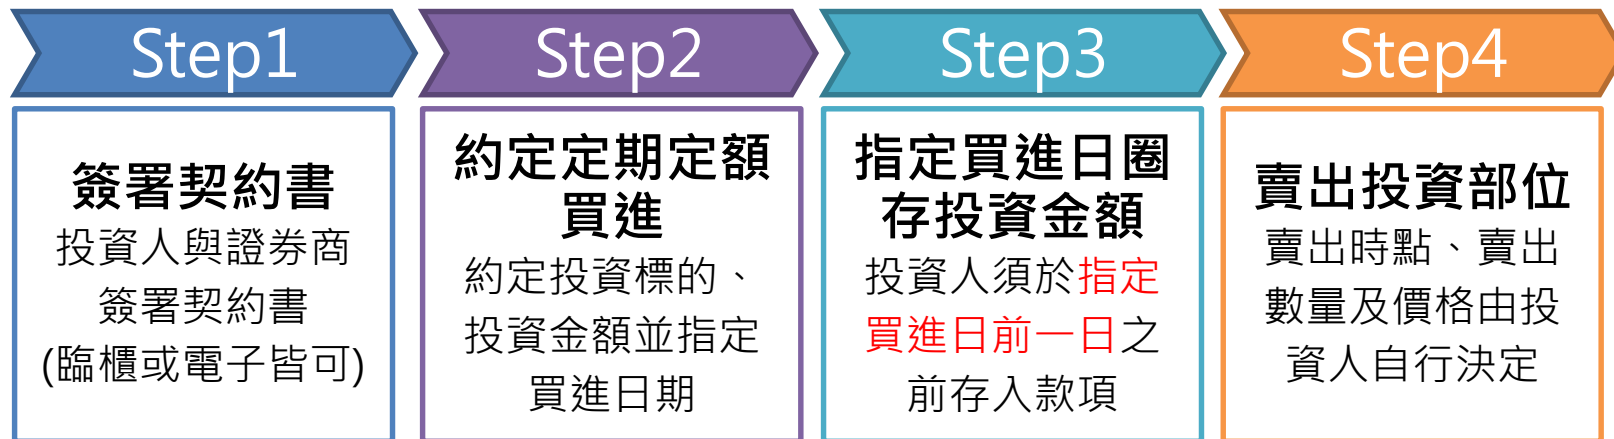 Step1
簽署契約書
投資人與證券商
簽署契約書
(臨櫃或電子皆可)
Step2
約定定期定額
買進
約定投資標的、
投資金額並指定
買進日期
Step3
指定買進日圈
存投資金額
投資人須於指定
買進日前一日之
前存入款項
Step4
賣出投資部位
賣出時點、賣出
數量及價格由投
資人自行決定